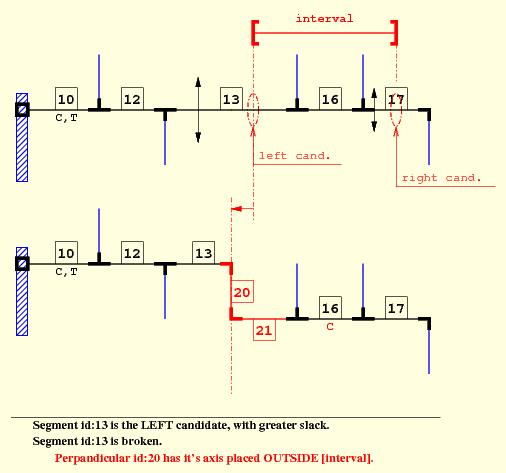 interval
10 12 13 16 17
C,T
left cand.
right cand.
10 12 13
C,T
20
16 17
C
21
Segment id:13 is the LEFT candidate, with greater slack.
Segment id:13 is broken.
Perpandicular id:20 has it's axis placed OUTSIDE [interval].